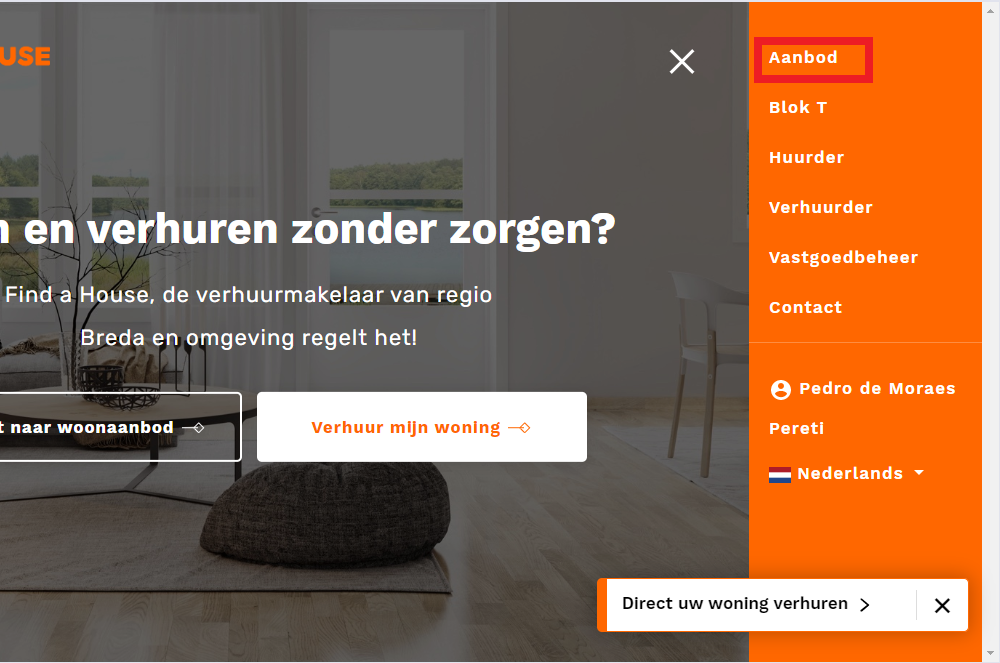 USE
Aanbod
Blok T
Huurder
Verhuurder
Vastgoedbeheer
Contact
en verhuren zonder zorgen?
Find a House, de verhuurmakelaar van regio
Breda en omgeving regelt het!
naar woonaanbod
Verhuur mijn woning
Pedro de Moraes
Pereti
Nederlands
Direct uw woning verhuren